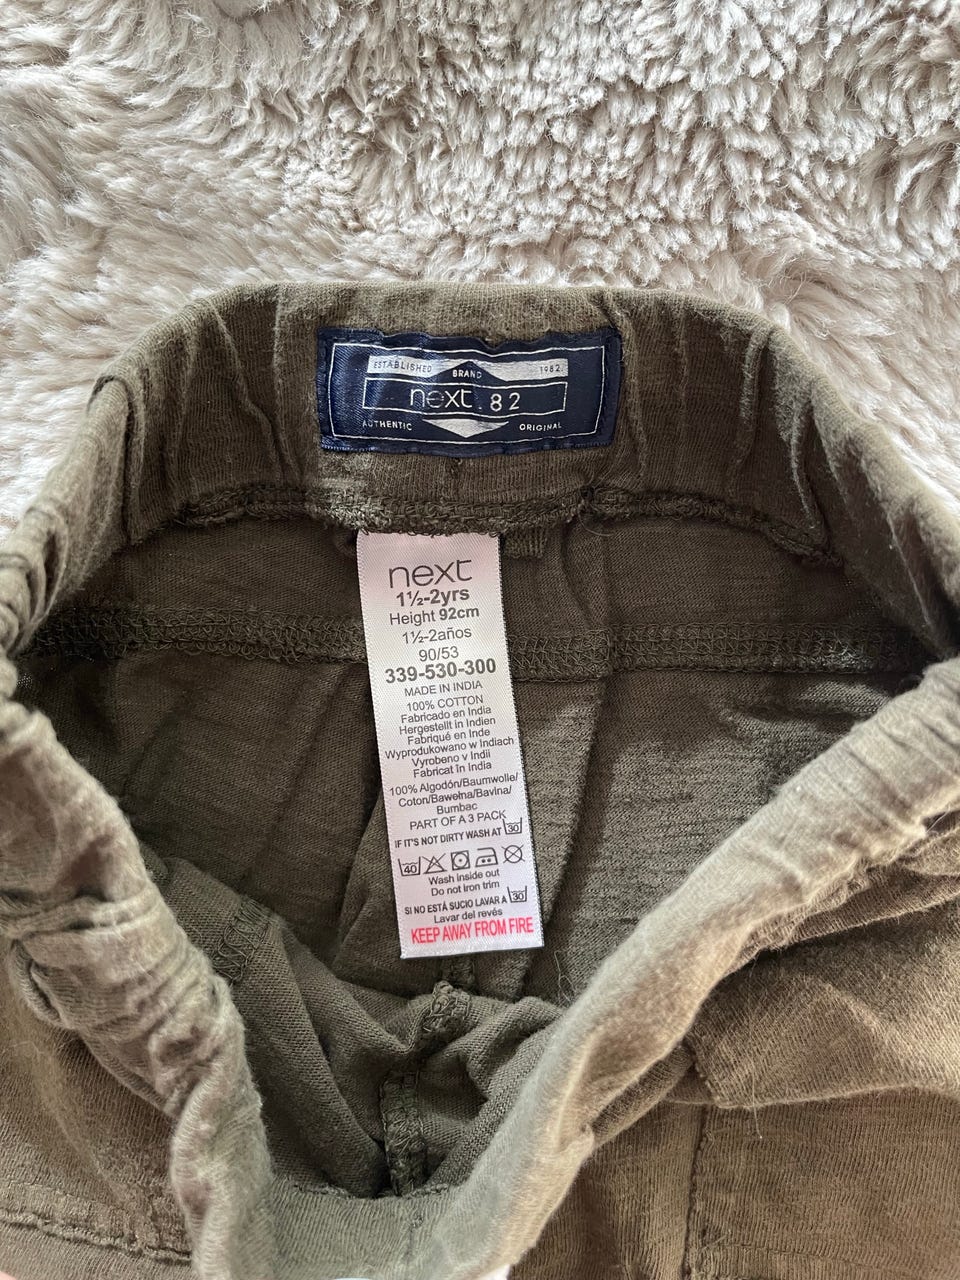 ESTABLISHED BRAND 1982.
next.82
AUTHENTIC ORIGINAL
next
1½-2yrs
Height 92cm
1½-2años
90/53
339-530-300
MADE IN INDIA
100% COTTON
Fabricado en India
Hergestellt in Indien
Fabriqué en Inde
Wyprodukowano w Indiach
Vyrobeno v Indii
Fabricat în India
100% Algodón/Baumwolle/
Coton/Bawełna/Bavlna/
Bumbac
PART OF A 3 PACK
IF IT'S NOT DIRTY WASH AT 30
40
Wash inside out
Do not iron trim
SI NO ESTÁ SUCIO LAVAR A 30
Lavar del revés
KEEP AWAY FROM FIRE